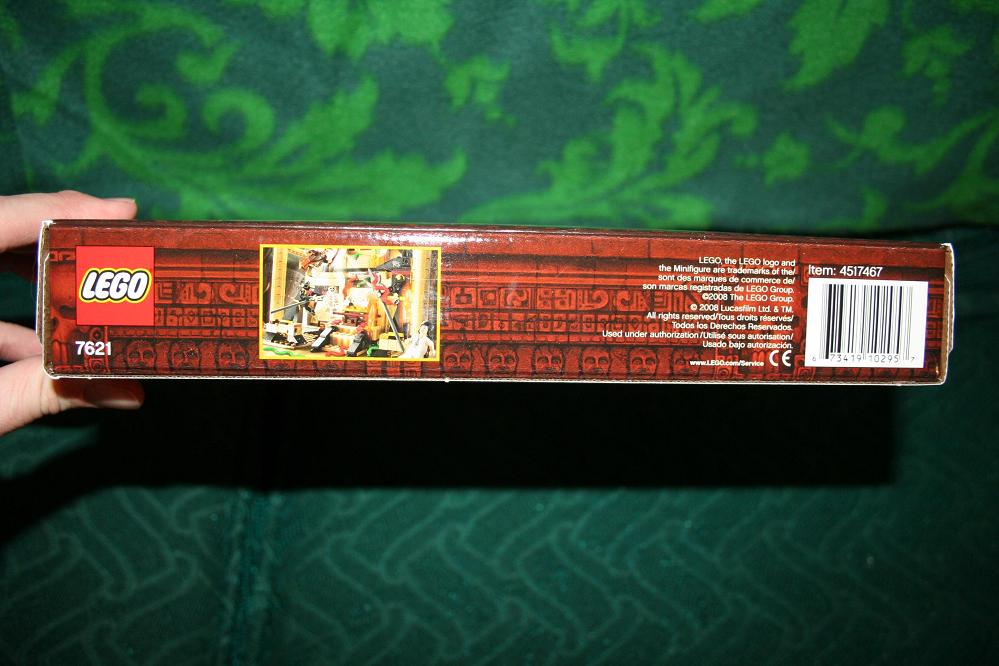 LEGO
7621
LEGO, the LEGO logo and
the Minifigure are trademarks of the/
sont des marques de commerce de/
son marcas registradas de LEGO Group.
©2008 The LEGO Group.
© 2008 Lucasfilm Ltd. & TM.
All rights reserved/Tous droits réservés/
Todos los Derechos Reservados.
Used under authorization /Utilisé sous autorisation/
Usado bajo autorización.
www.LEGO.com/Service CE
Item: 4517467
6 73419 10295 7